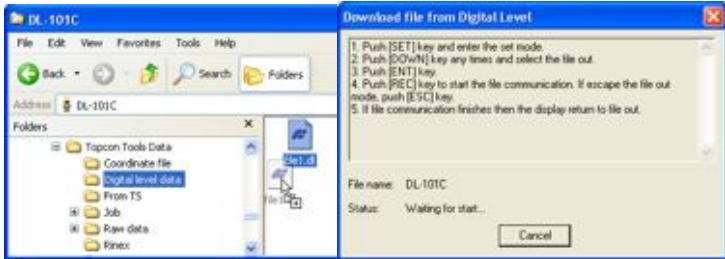 DL-101C
File Edit View Favorites Tools Help
Back Search Folders
Address DL-101C
Folders
Topcon Tools Data
Coordinate file
Digital level data
From TS
Job
Raw data
Rinex
file1.dl
Download file from Digital Level
1. Push [SET] key and enter the set mode.
2. Push [DOWN] key any times and select the file out.
3. Push [ENT] key.
4. Push [REC] key to start the file communication. If escape the file out
mode, push [ESC] key.
5. If file communication finishes then the display return to file out.
File name: DL-101C
Status: Waiting for start...
Cancel